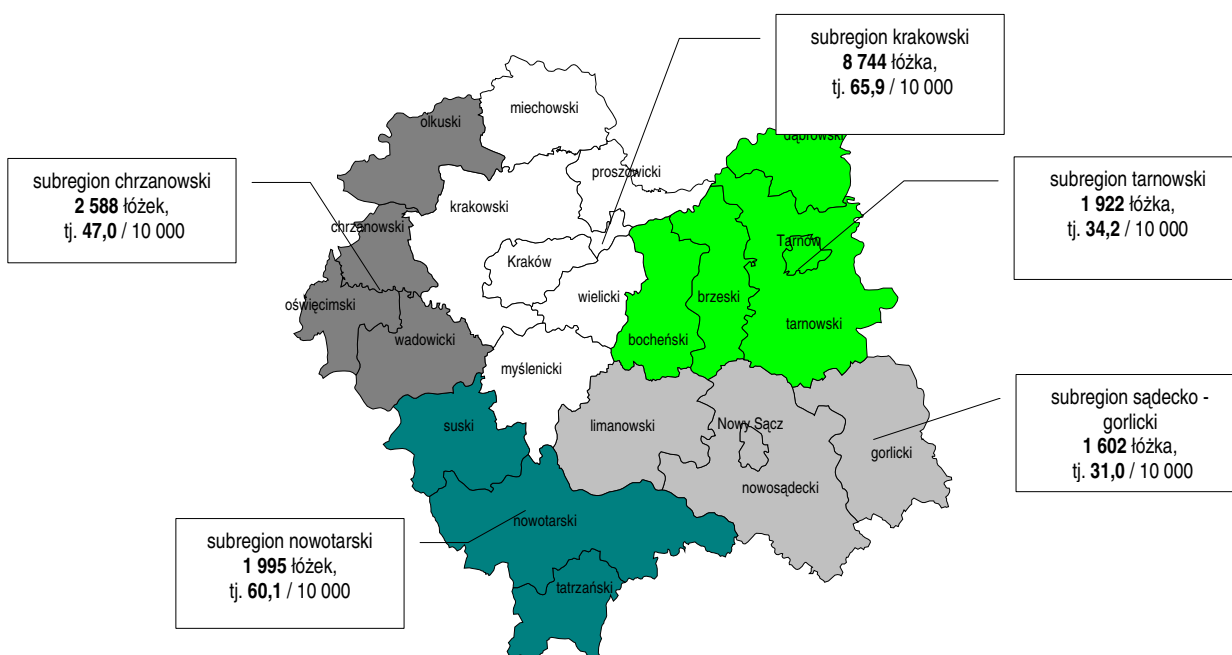 subregion krakowski
8 744 łóżka,
tj. 65,9 / 10 000
miechowski
olkuski
dąbrowski
subregion chrzanowski
2 588 łóżek,
tj. 47,0 / 10 000
proszowicki
subregion tarnowski
1 922 łóżka,
tj. 34,2 / 10 000
krakowski
chrzanowski
Tarnów
Kraków
oświęcimski
wielicki
brzeski
tarnowski
wadowicki
bocheński
myślenicki
suski
limanowski
Nowy Sącz
gorlicki
nowosądecki
subregion sądecko -
gorlicki
1 602 łóżka,
tj. 31,0 / 10 000
nowotarski
tatrzański
subregion nowotarski
1 995 łóżek,
tj. 60,1 / 10 000